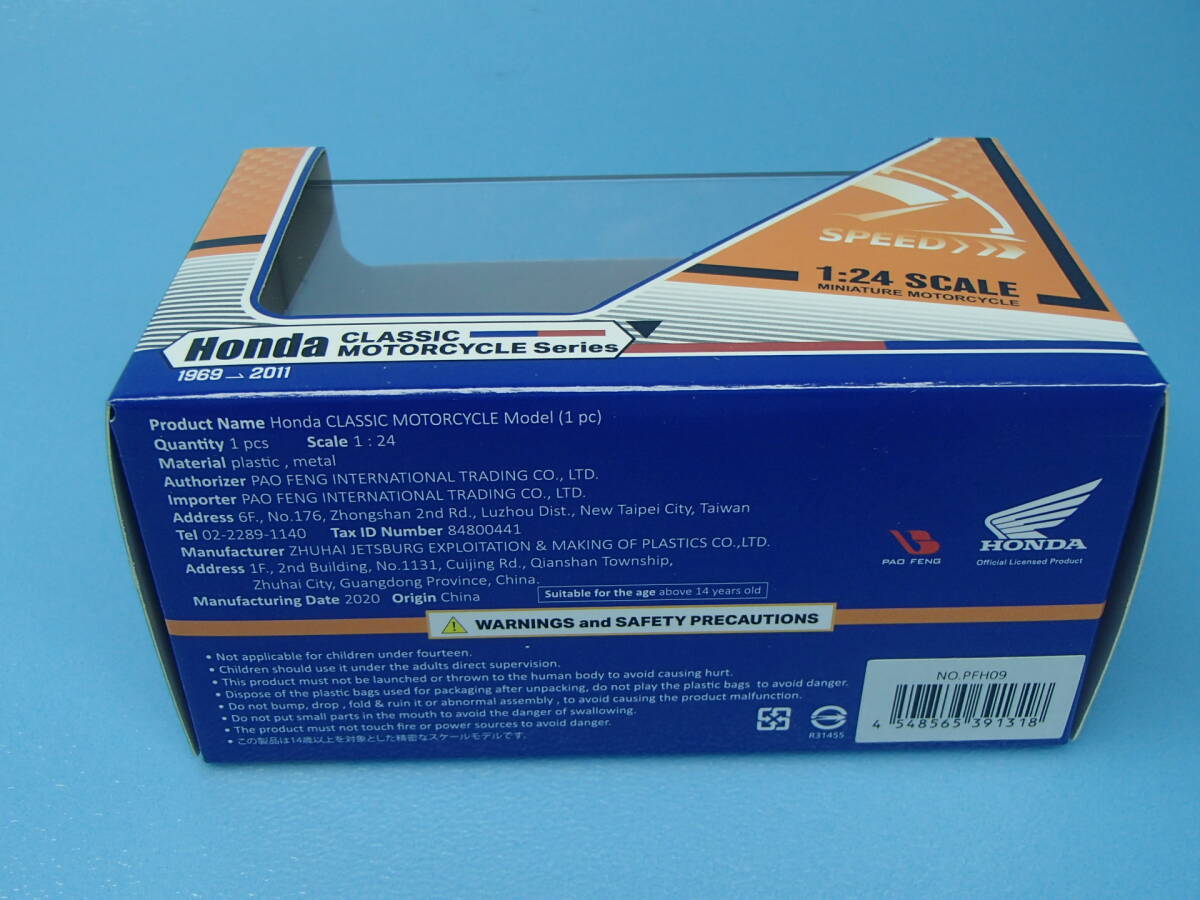 SPEED
1:24 SCALE
MINIATURE MOTORCYCLE
Honda CLASSIC MOTORCYCLE Series
1969 → 2011
Product Name Honda CLASSIC MOTORCYCLE Model (1 pc)
Quantity 1 pcs Scale 1 : 24
Material plastic , metal
Authorizer PAO FENG INTERNATIONAL TRADING CO., LTD.
Importer PAO FENG INTERNATIONAL TRADING CO., LTD.
Address 6F., No.176, Zhongshan 2nd Rd., Luzhou Dist., New Taipei City, Taiwan
Tel 02-2289-1140 Tax ID Number 84800441
Manufacturer ZHUHAI JETSBURG EXPLOITATION & MAKING OF PLASTICS CO.,LTD.
Address 1F., 2nd Building, No.1131, Cuijing Rd., Qianshan Township,
Zhuhai City, Guangdong Province, China.
Manufacturing Date 2020 Origin China
Suitable for the age above 14 years old
PAO FENG
HONDA
Official Licensed Product
WARNINGS and SAFETY PRECAUTIONS
• Not applicable for children under fourteen.
• Children should use it under the adults direct supervision.
• This product must not be launched or thrown to the human body to avoid causing hurt.
• Dispose of the plastic bags used for packaging after unpacking, do not play the plastic bags to avoid danger.
• Do not bump, drop , fold & ruin it or abnormal assembly , to avoid causing the product malfunction.
• Do not put small parts in the mouth to avoid the danger of swallowing.
• The product must not touch fire or power sources to avoid danger.
• この製品は14歳以上を対象とした精密なスケールモデルです.
R31455
NO.PFH09
4 548565 391318